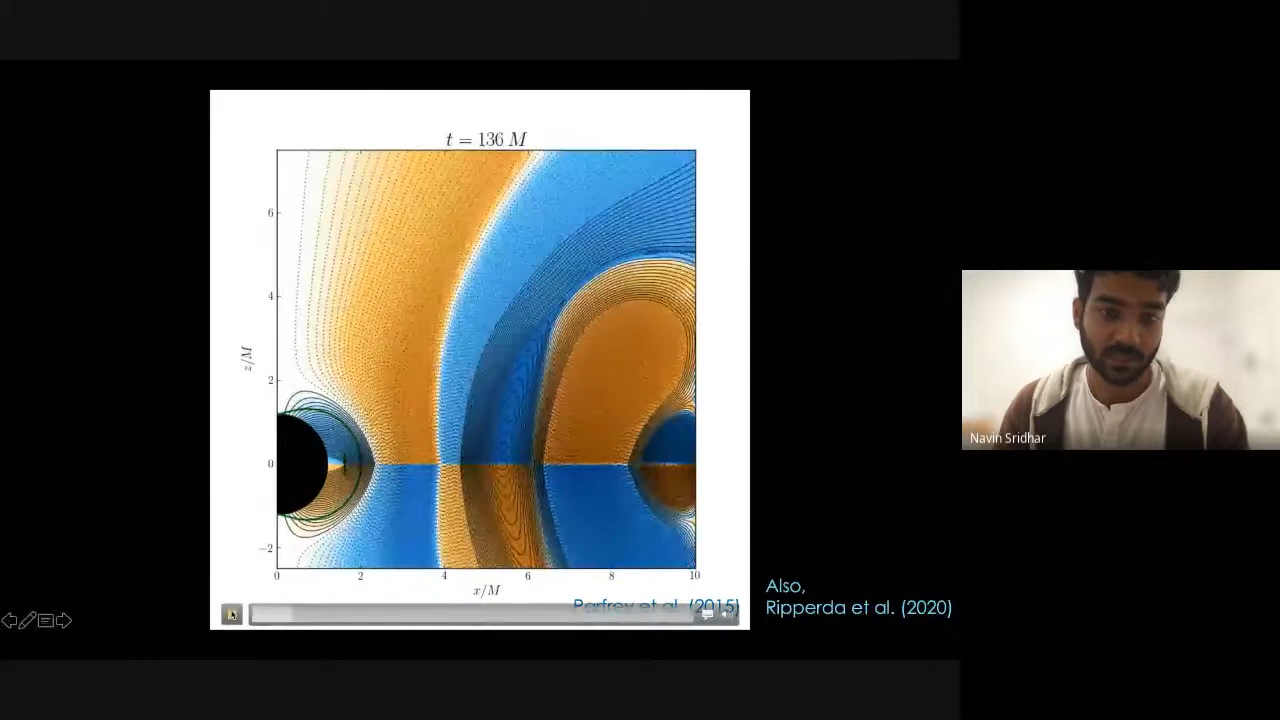 t = 136 M
6
4
2
0
−2
z/M
0
2
4
6
8
10
x/M
Parfrey et al. (2015)
Also,
Ripperda et al. (2020)
Navin Sridhar